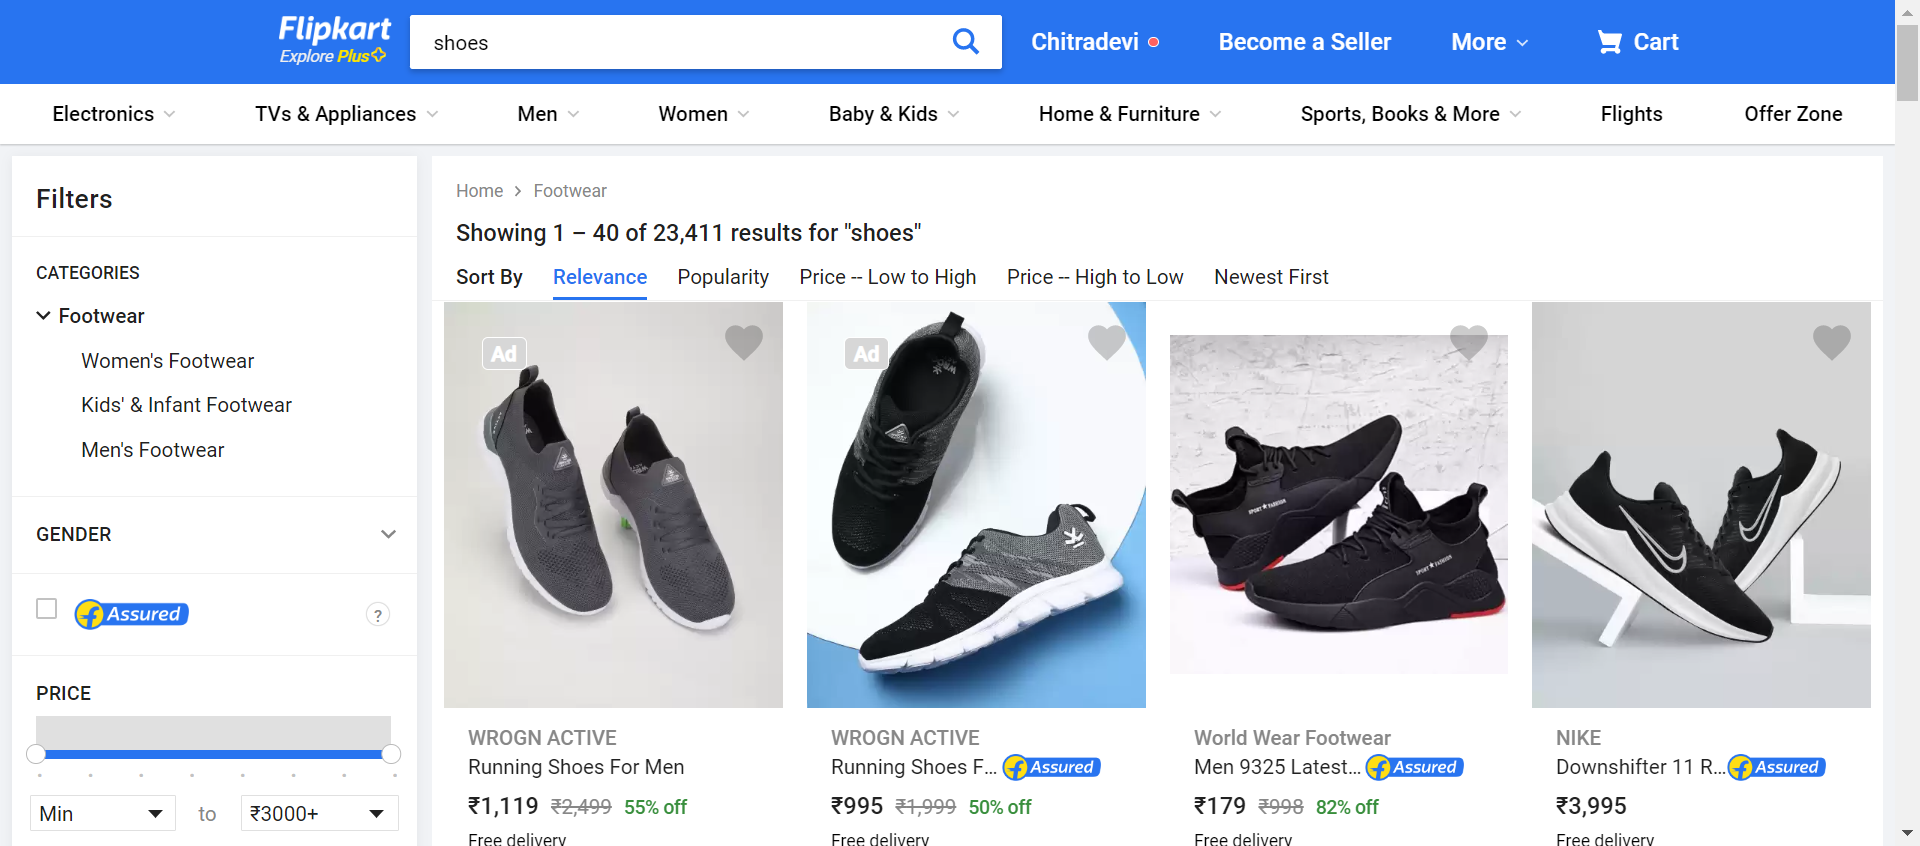 Flipkart
Explore Plus
shoes
Chitradevi
Become a Seller
More
Cart
Electronics
TVs & Appliances
Men
Women
Baby & Kids
Home & Furniture
Sports, Books & More
Flights
Offer Zone
Filters
CATEGORIES
Footwear
Women's Footwear
Kids' & Infant Footwear
Men's Footwear
GENDER
Assured
?
PRICE
Min
to
₹3000+
Home
Footwear
Showing 1 – 40 of 23,411 results for "shoes"
Sort By
Relevance
Popularity
Price -- Low to High
Price -- High to Low
Newest First
Ad
WROGN ACTIVE
Running Shoes For Men
₹1,119 ₹2,499 55% off
Free delivery
Ad
WROGN ACTIVE
Running Shoes F... Assured
₹995 ₹1,999 50% off
Free delivery
SPORT FASHION
SPORT FASHION
World Wear Footwear
Men 9325 Latest... Assured
₹179 ₹998 82% off
Free delivery
NIKE
Downshifter 11 R... Assured
₹3,995
Free delivery